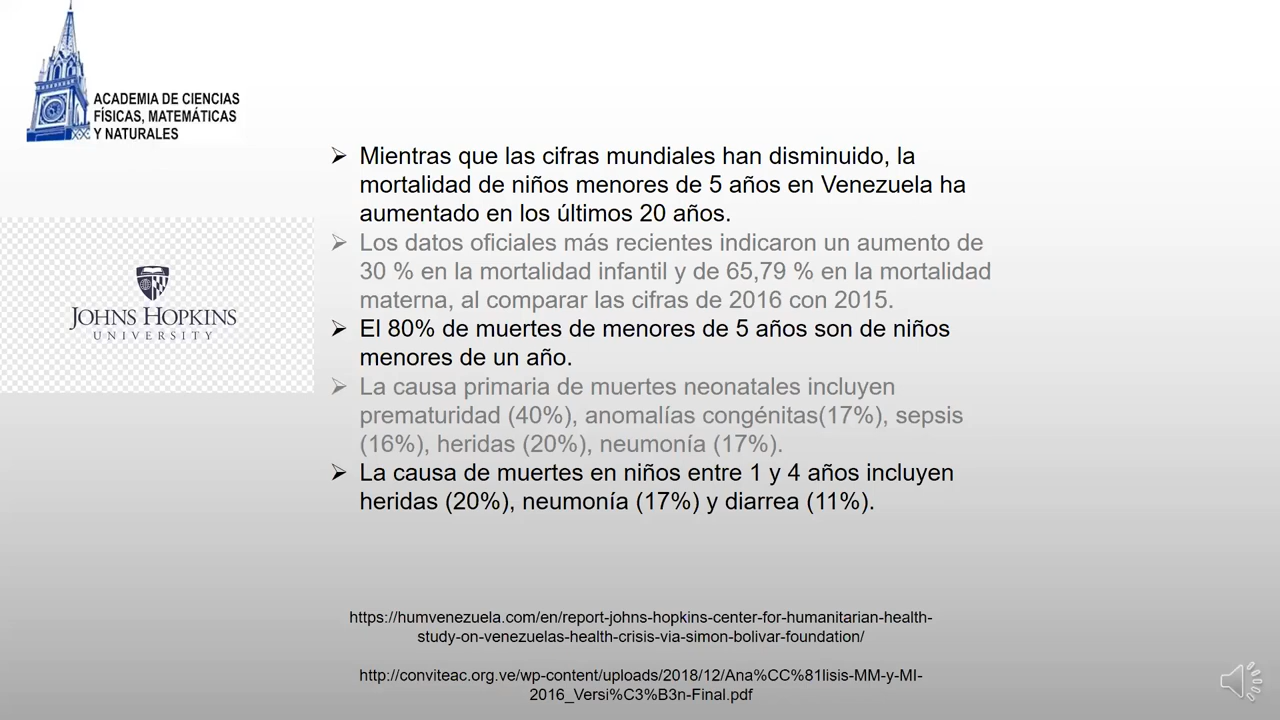 ACADEMIA DE CIENCIAS
FÍSICAS, MATEMÁTICAS
Y NATURALES
JOHNS HOPKINS
UNIVERSITY
➢ Mientras que las cifras mundiales han disminuido, la
mortalidad de niños menores de 5 años en Venezuela ha
aumentado en los últimos 20 años.
➢ Los datos oficiales más recientes indicaron un aumento de
30 % en la mortalidad infantil y de 65,79 % en la mortalidad
materna, al comparar las cifras de 2016 con 2015.
➢ El 80% de muertes de menores de 5 años son de niños
menores de un año.
➢ La causa primaria de muertes neonatales incluyen
prematuridad (40%), anomalías congénitas(17%), sepsis
(16%), heridas (20%), neumonía (17%).
➢ La causa de muertes en niños entre 1 y 4 años incluyen
heridas (20%), neumonía (17%) y diarrea (11%).
https://humvenezuela.com/en/report-johns-hopkins-center-for-humanitarian-health-
study-on-venezuelas-health-crisis-via-simon-bolivar-foundation/
http://conviteac.org.ve/wp-content/uploads/2018/12/Ana%CC%81lisis-MM-y-MI-
2016_Versi%C3%B3n-Final.pdf